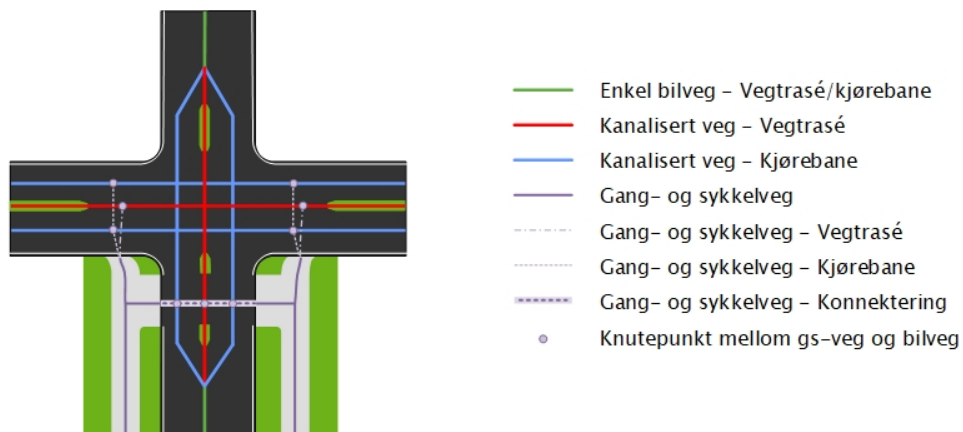 Enkel bilveg – Vegtrasé/kjørebane
Kanalisert veg – Vegtrasé
Kanalisert veg – Kjørebane
Gang- og sykkelveg
Gang- og sykkelveg – Vegtrasé
Gang- og sykkelveg – Kjørebane
Gang- og sykkelveg – Konnektering
Knutepunkt mellom gs-veg og bilveg